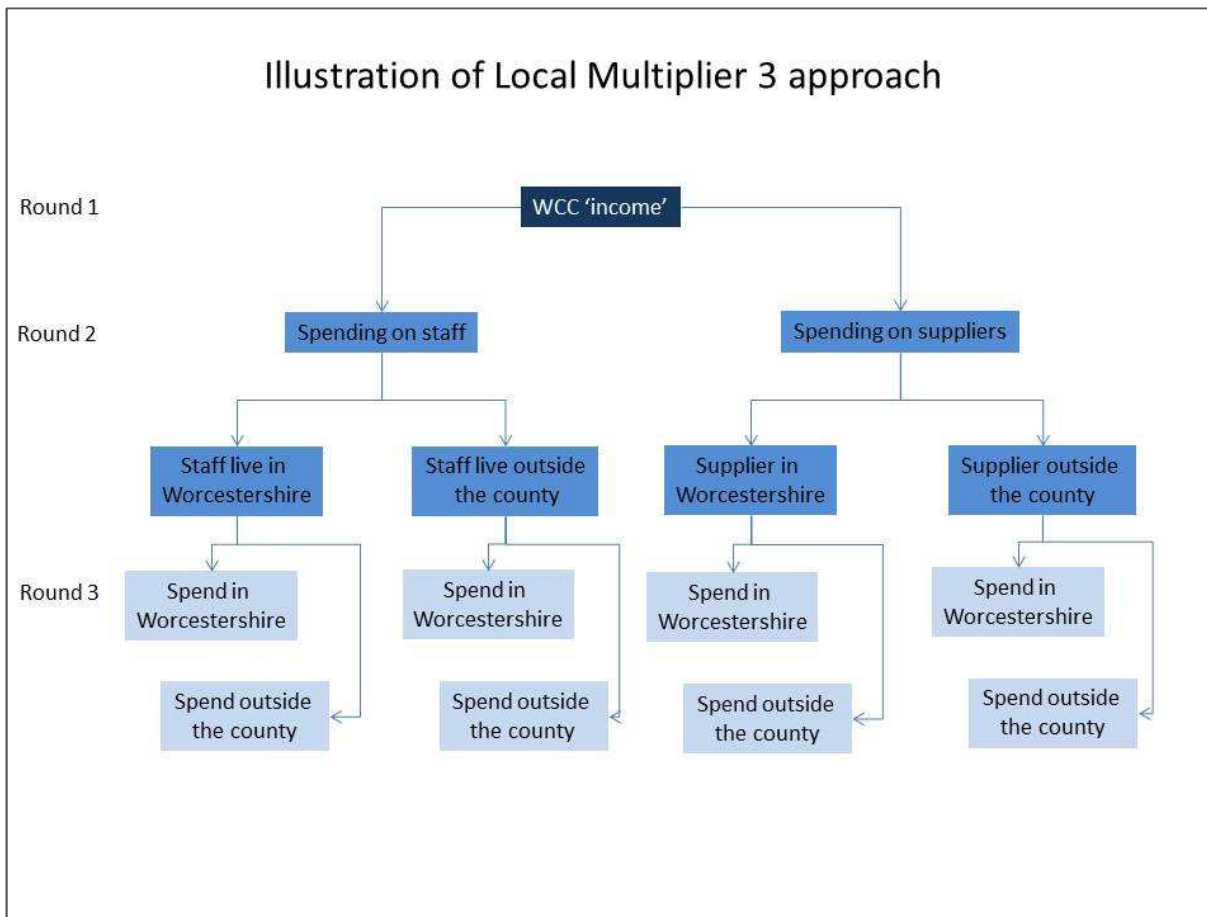 Illustration of Local Multiplier 3 approach
Round 1
WCC ‘income’
Round 2
Spending on staff
Spending on suppliers
Staff live in
Worcestershire
Staff live outside
the county
Supplier in
Worcestershire
Supplier outside
the county
Round 3
Spend in
Worcestershire
Spend in
Worcestershire
Spend in
Worcestershire
Spend in
Worcestershire
Spend outside
the county
Spend outside
the county
Spend outside
the county
Spend outside
the county